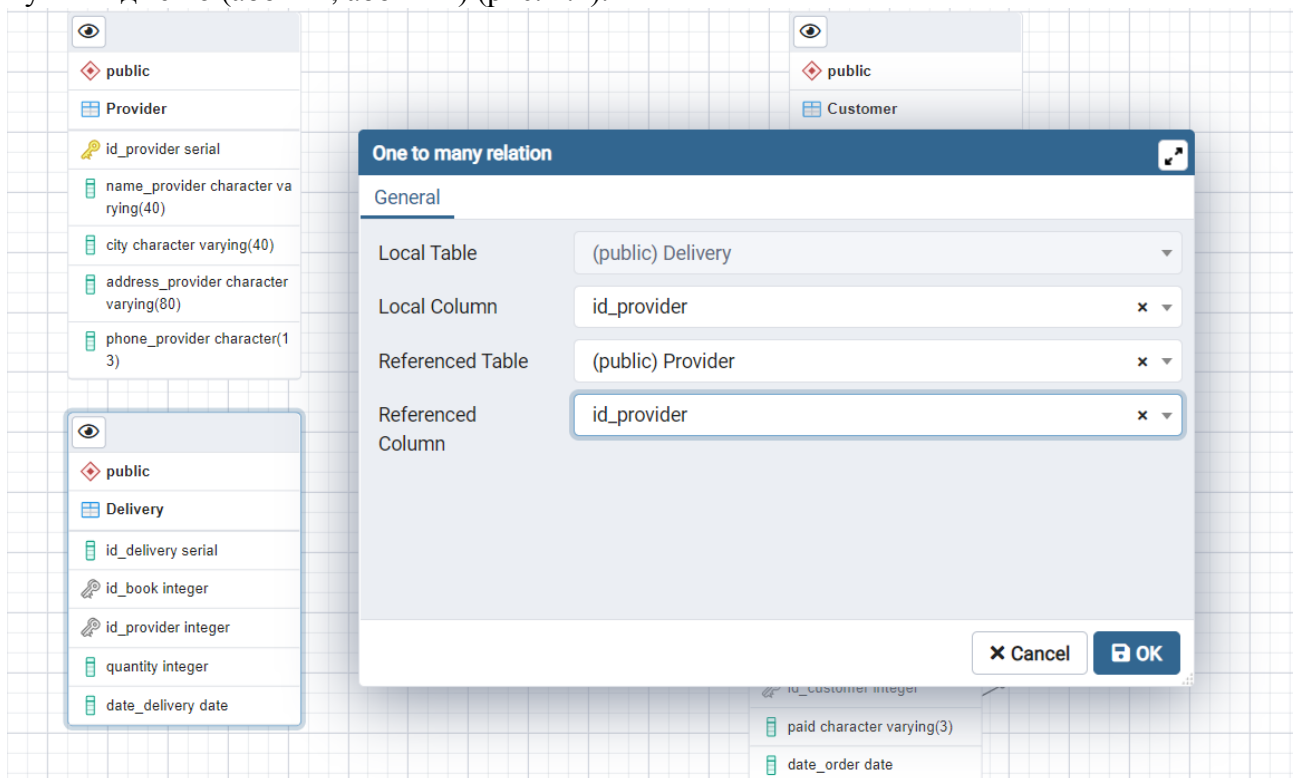 public
Provider
id_provider serial
name_provider character va
rying(40)
city character varying(40)
address_provider character
varying(80)
phone_provider character(1
3)
public
Customer
One to many relation
General
Local Table
(public) Delivery
Local Column
id_provider
Referenced Table
(public) Provider
Referenced
Column
id_provider
Cancel
OK
public
Delivery
id_delivery serial
id_book integer
id_provider integer
quantity integer
date_delivery date
id_customer integer
paid character varying(3)
date_order date